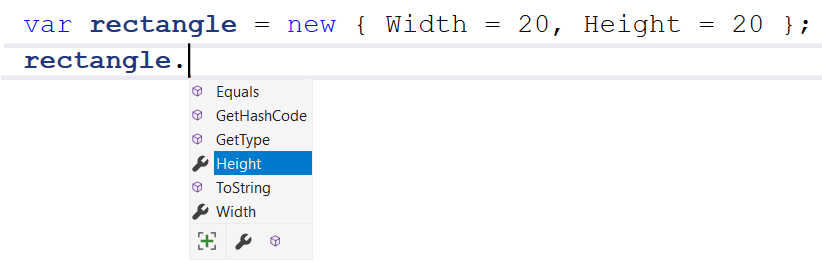 var rectangle = new { Width = 20, Height = 20 };
rectangle.
Equals
GetHashCode
GetType
Height
ToString
Width